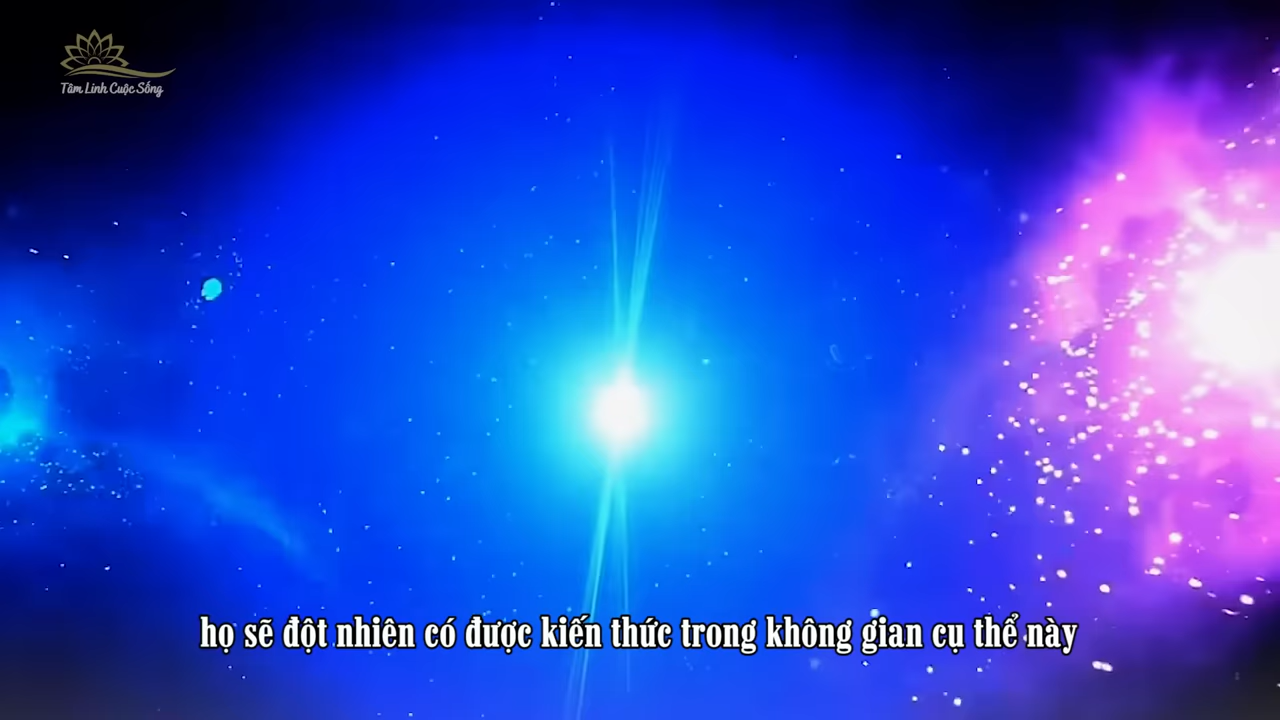 Tâm Linh Cuộc Sống
họ sẽ đột nhiên có được kiến thức trong không gian cụ thể này